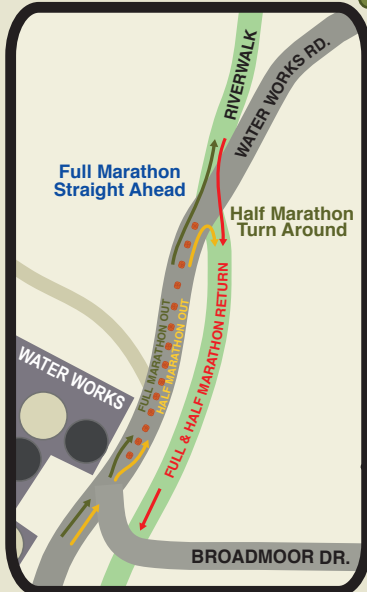 RIVERWALK
WATER WORKS RD.
Full Marathon
Straight Ahead
Half Marathon
Turn Around
FULL MARATHON OUT
HALF MARATHON OUT
FULL & HALF MARATHON RETURN
WATER WORKS
BROADMOOR DR.